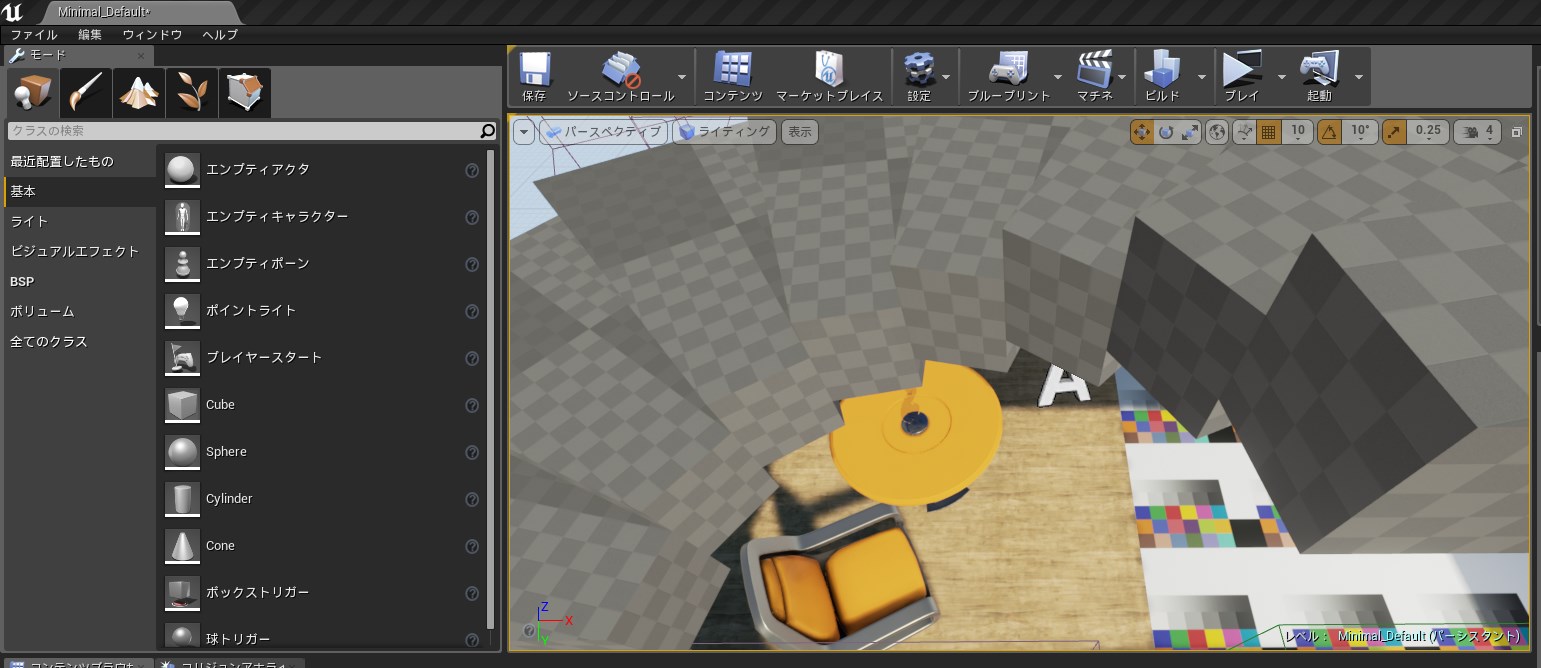 Minimal_Default*
ファイル 編集 ウィンドウ ヘルプ
モード
保存 ソースコントロール コンテンツ マーケットプレイス 設定 ブループリント マチネ ビルド プレイ 起動
クラスの検索
パースペクティブ ライティング 表示 10 10° 0.25 4
最近配置したもの
基本
ライト
ビジュアルエフェクト
BSP
ボリューム
全てのクラス
エンプティアクタ
エンプティキャラクター
エンプティポーン
ポイントライト
プレイヤースタート
Cube
Sphere
Cylinder
Cone
ボックストリガー
球トリガー
A
Z
X
Y
レベル： Minimal_Default (パーシスタント)